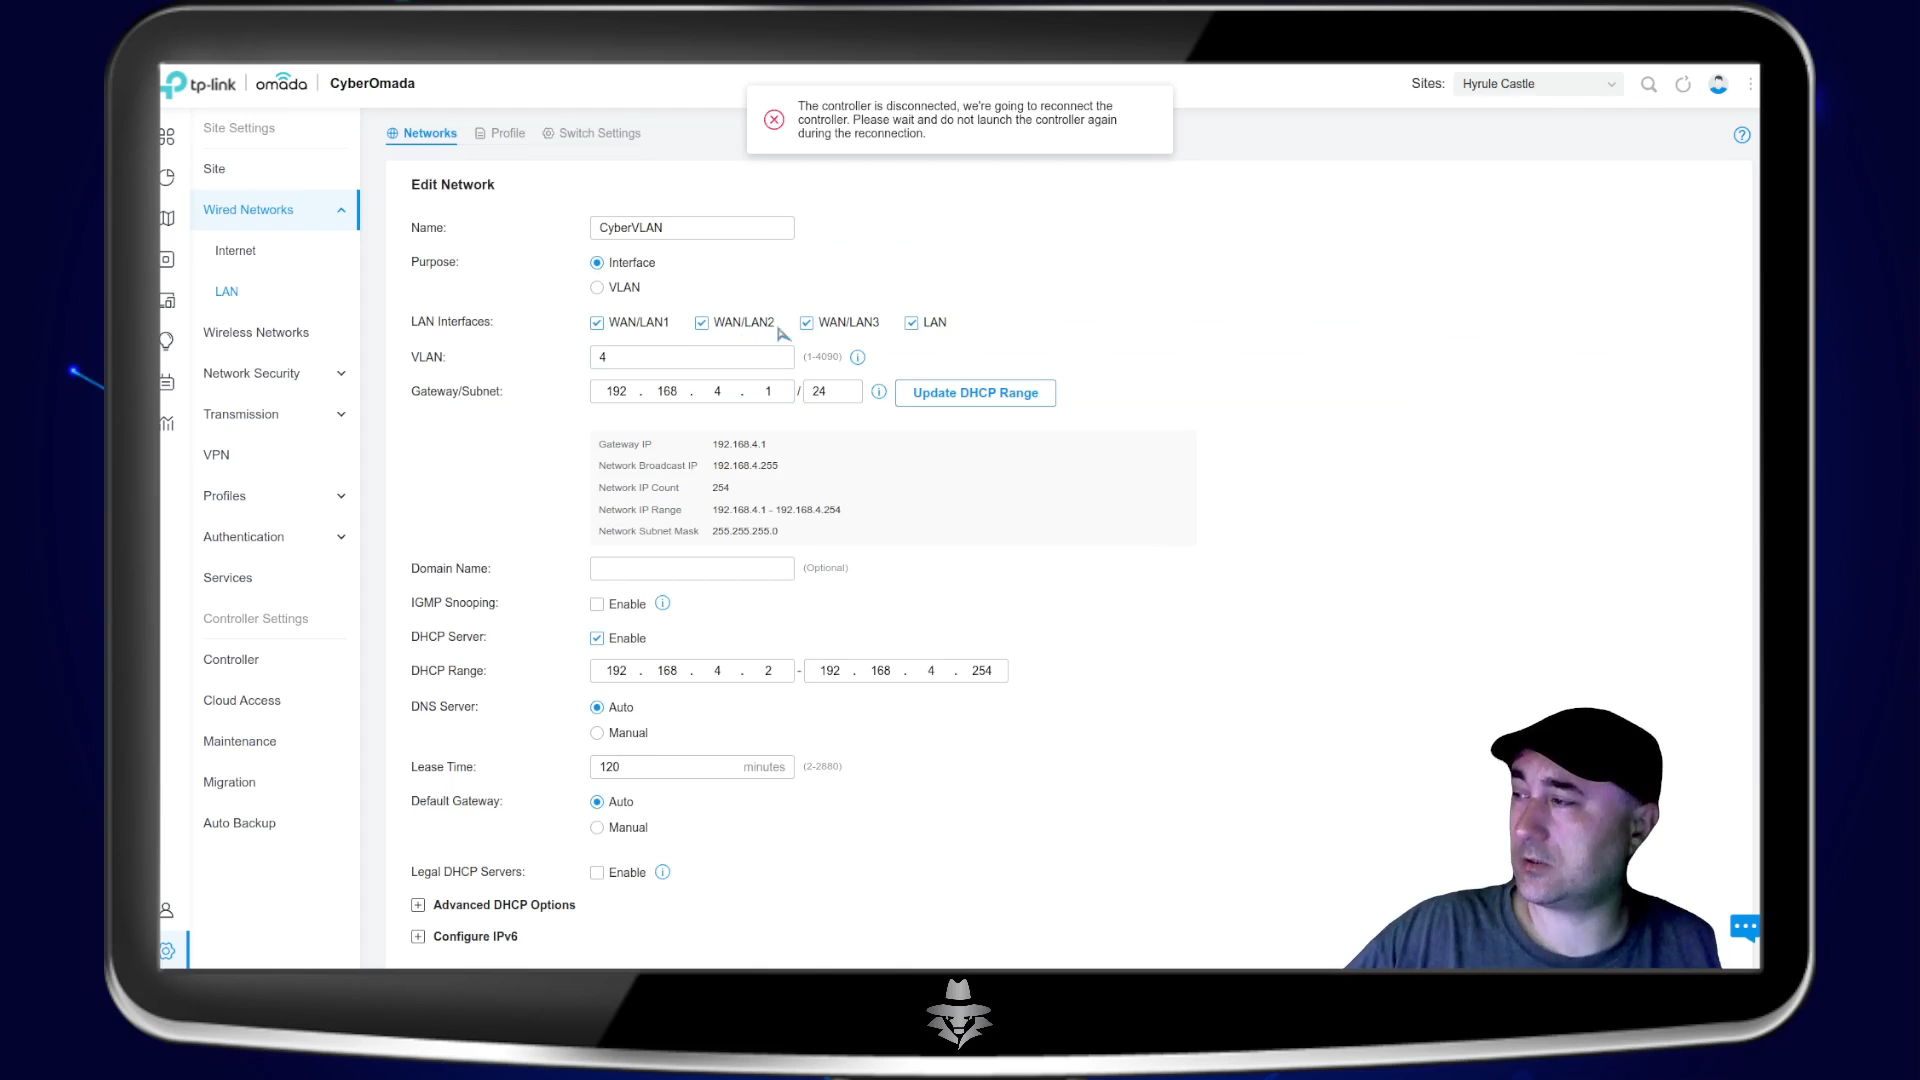 tp-link | omada | CyberOmada
The controller is disconnected, we're going to reconnect the
controller. Please wait and do not launch the controller again
during the reconnection.
Sites: Hyrule Castle
Site Settings
Site
Wired Networks
Internet
LAN
Wireless Networks
Network Security
Transmission
VPN
Profiles
Authentication
Services
Controller Settings
Controller
Cloud Access
Maintenance
Migration
Auto Backup
Networks Profile Switch Settings
Edit Network
Name: CyberVLAN
Purpose: Interface
VLAN
LAN Interfaces: WAN/LAN1 WAN/LAN2 WAN/LAN3 LAN
VLAN: 4 (1-4090)
Gateway/Subnet: 192 . 168 . 4 . 1 / 24 Update DHCP Range
Gateway IP 192.168.4.1
Network Broadcast IP 192.168.4.255
Network IP Count 254
Network IP Range 192.168.4.1 - 192.168.4.254
Network Subnet Mask 255.255.255.0
Domain Name: (Optional)
IGMP Snooping: Enable
DHCP Server: Enable
DHCP Range: 192 . 168 . 4 . 2 - 192 . 168 . 4 . 254
DNS Server: Auto
Manual
Lease Time: 120 minutes (2-2880)
Default Gateway: Auto
Manual
Legal DHCP Servers: Enable
Advanced DHCP Options
Configure IPv6